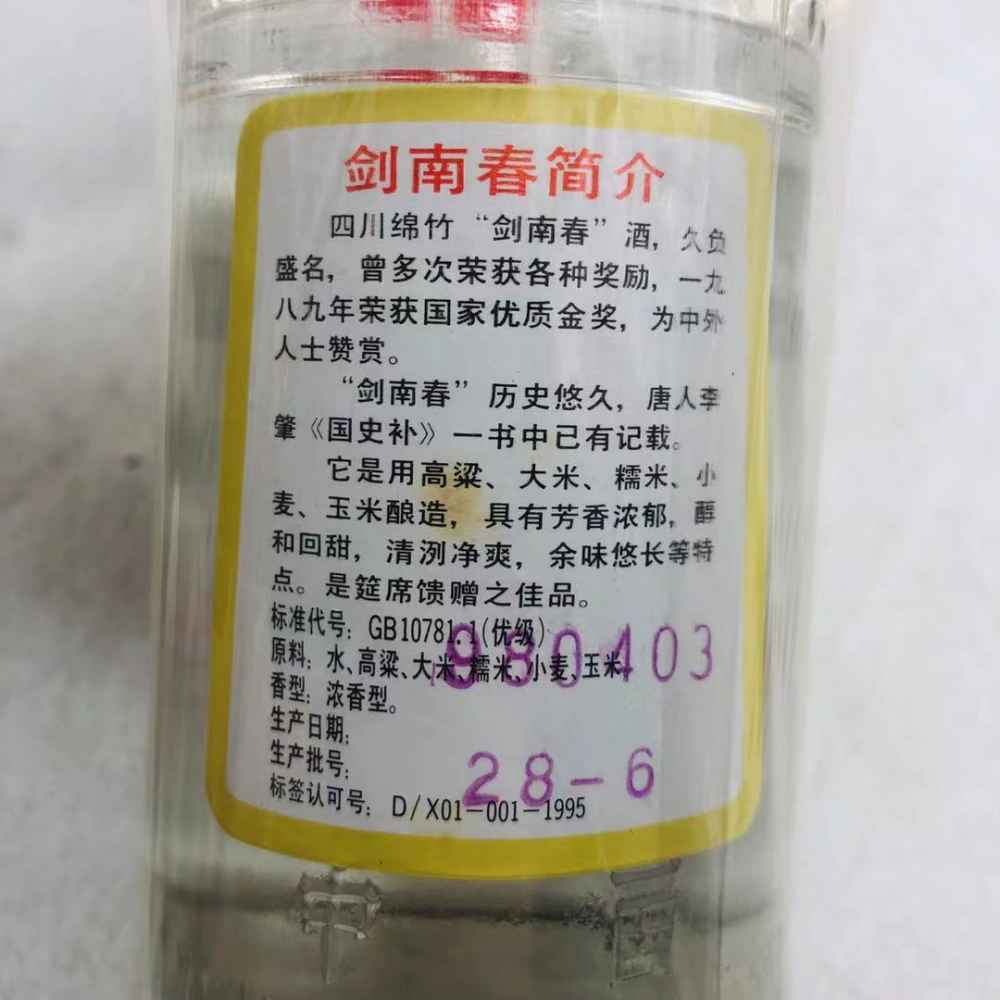 剑南春简介
四川绵竹“剑南春”酒，久负
盛名，曾多次荣获各种奖励，一九
八九年荣获国家优质金奖，为中外
人士赞赏。
“剑南春”历史悠久，唐人李
肇《国史补》一书中已有记载。
它是用高粱、大米、糯米、小
麦、玉米酿造，具有芳香浓郁，醇
和回甜，清洌净爽，余味悠长等特
点。是筵席馈赠之佳品。
标准代号：GB10781.1(优级)
原料：水、高粱、大米、糯米、小麦、玉米
香型：浓香型。
生产日期：
980403
生产批号：
28-6
标签认可号：D/X01-001-1995
中